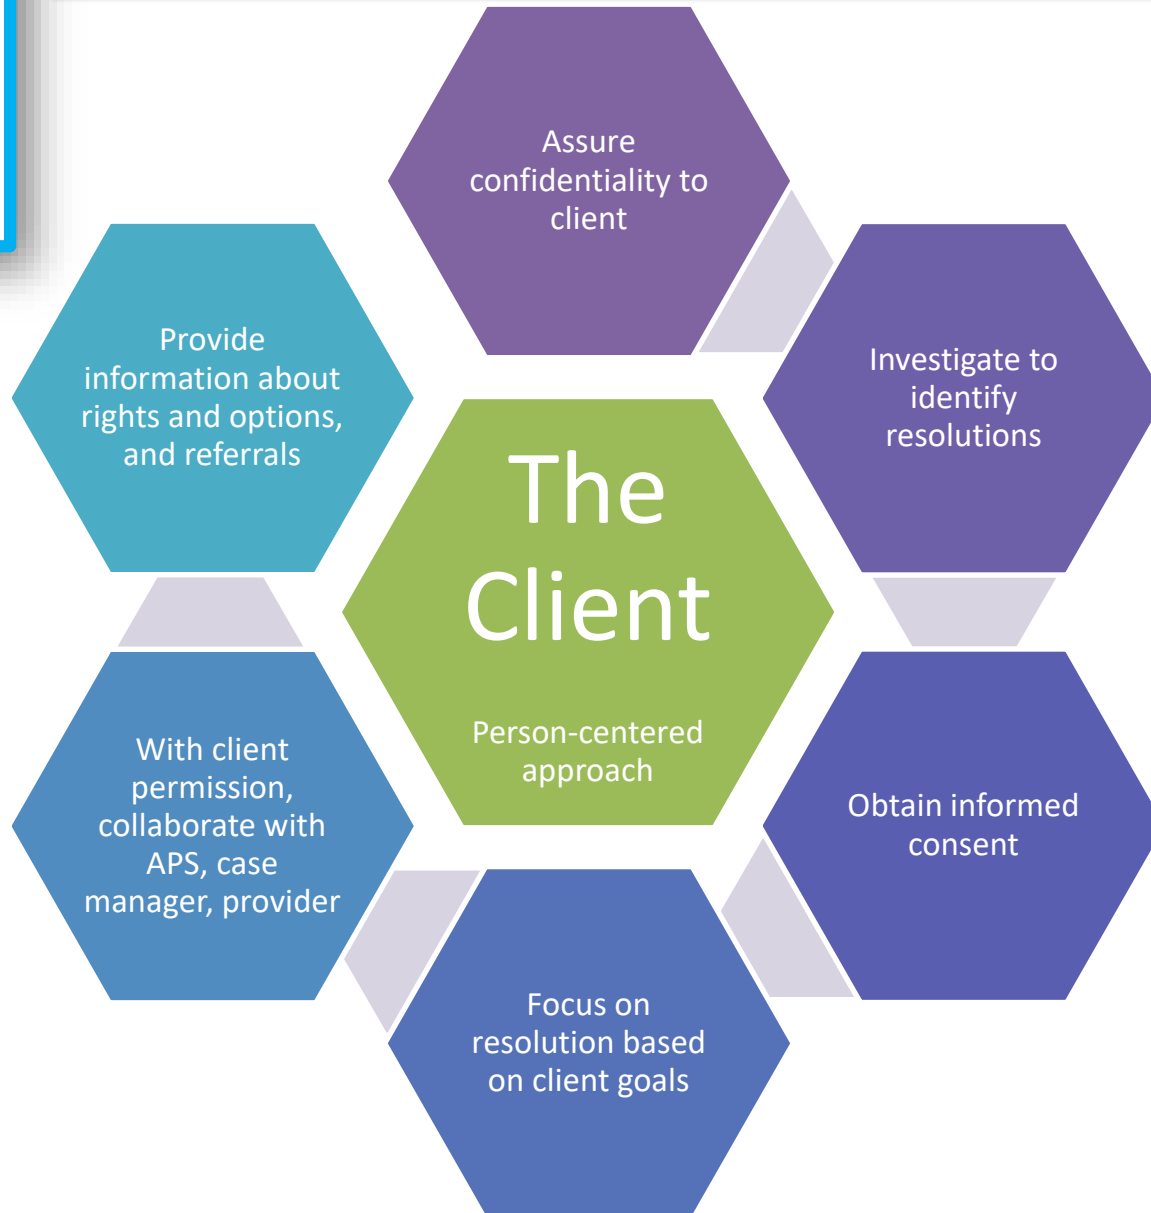 Assure
confidentiality to
client
Investigate to
identify
resolutions
Obtain informed
consent
Focus on
resolution based
on client goals
With client
permission,
collaborate with
APS, case
manager, provider
Provide
information about
rights and options,
and referrals
The
Client
Person-centered
approach